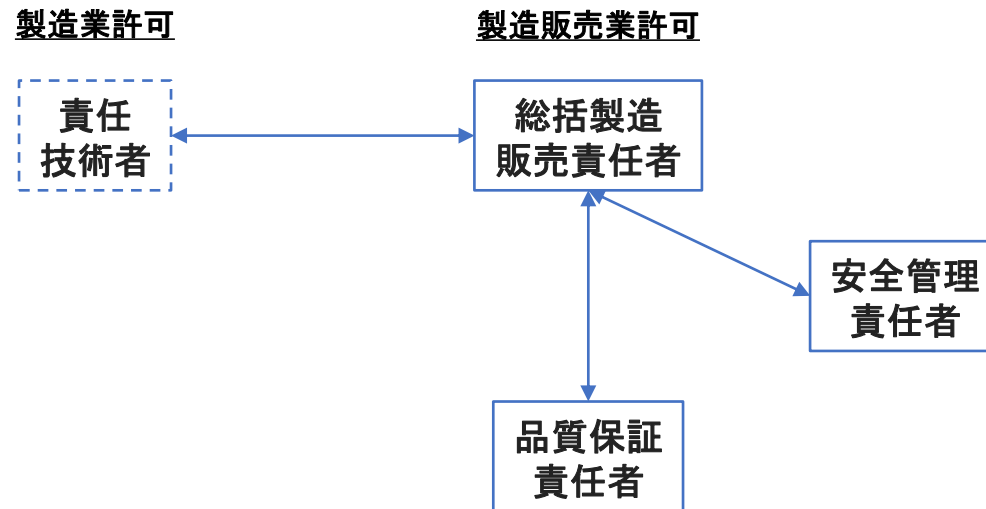 製造業許可
製造販売業許可
責任
技術者
総括製造
販売責任者
安全管理
責任者
品質保証
責任者